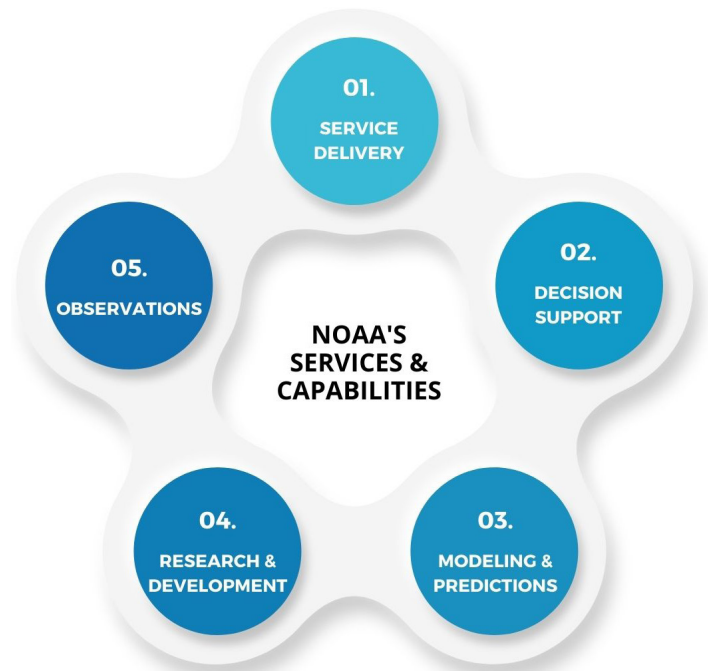 01.
SERVICE
DELIVERY
02.
DECISION
SUPPORT
03.
MODELING &
PREDICTIONS
04.
RESEARCH &
DEVELOPMENT
05.
OBSERVATIONS
NOAA'S
SERVICES &
CAPABILITIES